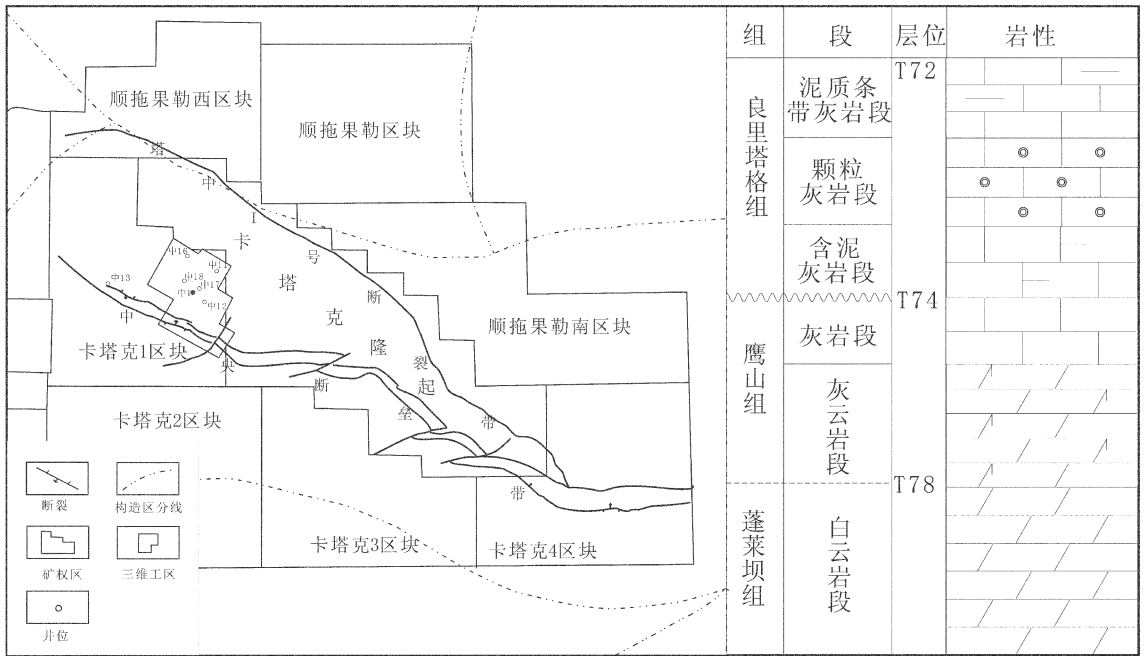 顺拖果勒西区块
顺拖果勒区块
塔中Ⅰ号断裂带
卡塔克隆起
中16
中11
中18
中17
中1
中12
中13
中央断垒带
卡塔克1区块
顺拖果勒南区块
卡塔克2区块
卡塔克3区块
卡塔克4区块
断裂
构造区分线
矿权区
三维工区
井位
组 段 层位 岩性
T72
良里塔格组
泥质条
带灰岩段
颗粒
灰岩段
含泥
灰岩段
T74
鹰山组
灰岩段
灰云岩段
T78
蓬莱坝组
白云岩段